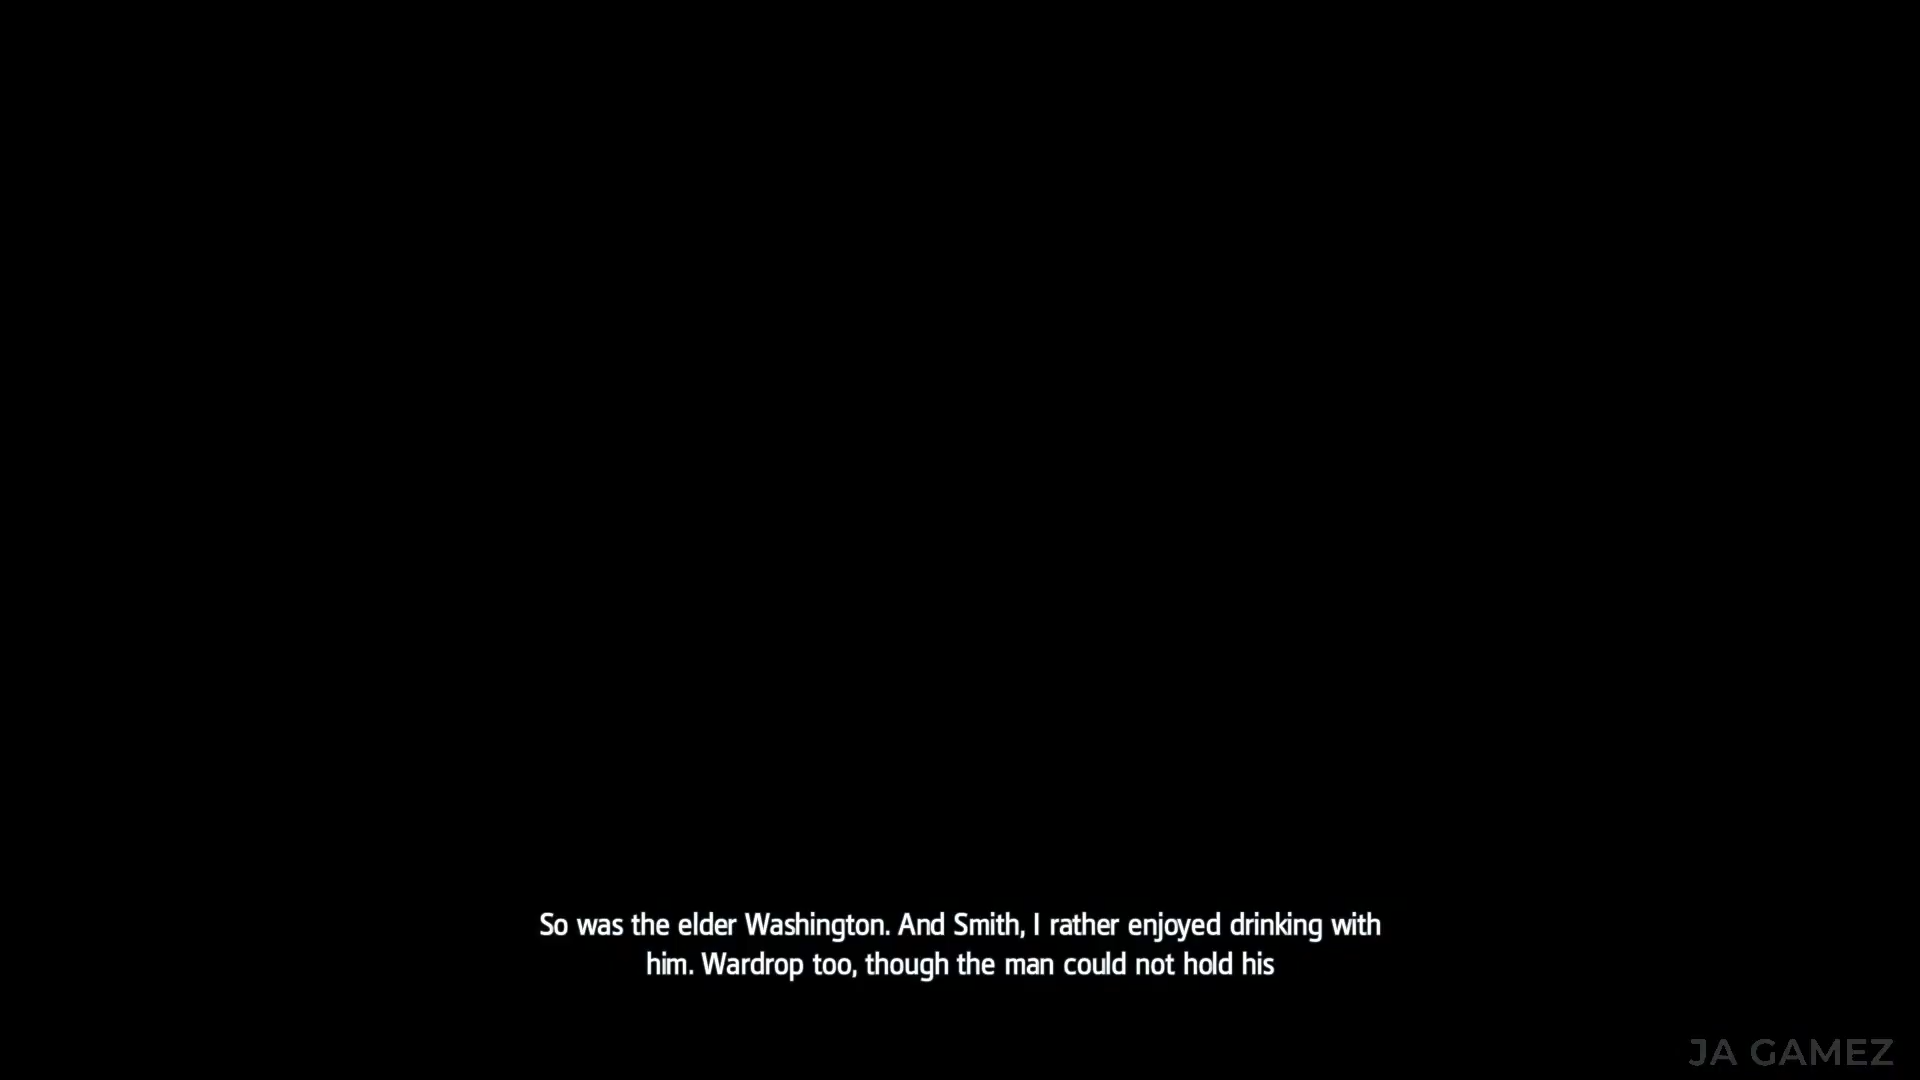 So was the elder Washington. And Smith, I rather enjoyed drinking with
him. Wardrop too, though the man could not hold his
JA GAMEZ